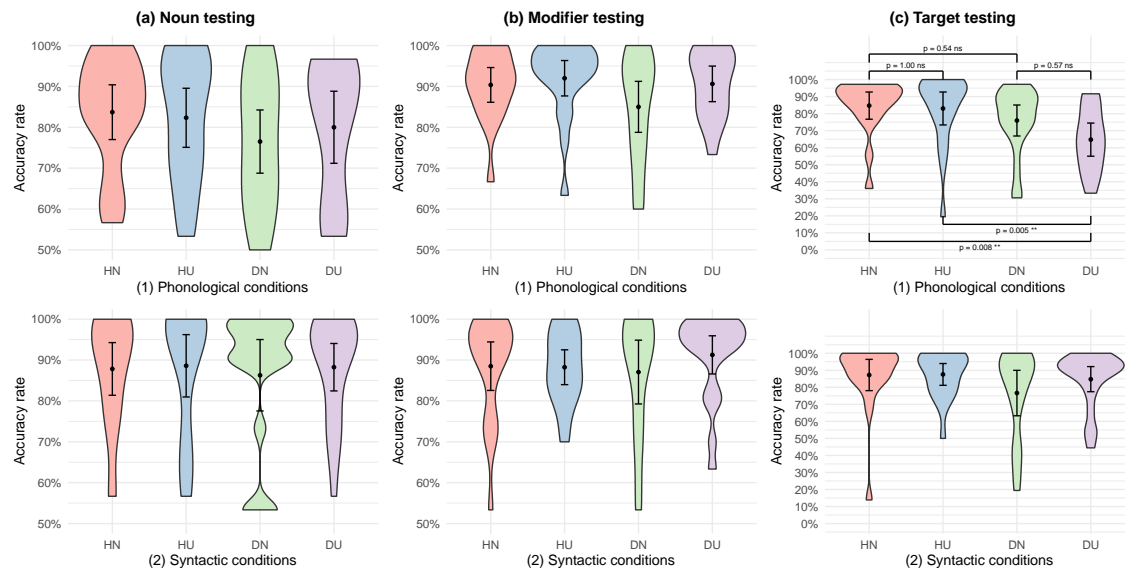 (a) Noun testing
Accuracy rate
100%
90%
80%
70%
60%
50%
HN HU DN DU
(1) Phonological conditions
(b) Modifier testing
Accuracy rate
100%
90%
80%
70%
60%
50%
HN HU DN DU
(1) Phonological conditions
(c) Target testing
Accuracy rate
100%
90%
80%
70%
60%
50%
40%
30%
20%
10%
0%
p = 0.54 ns
p = 1.00 ns
p = 0.57 ns
p = 0.005 **
p = 0.008 **
HN HU DN DU
(1) Phonological conditions
Accuracy rate
100%
90%
80%
70%
60%
50%
HN HU DN DU
(2) Syntactic conditions
Accuracy rate
100%
90%
80%
70%
60%
50%
HN HU DN DU
(2) Syntactic conditions
Accuracy rate
100%
90%
80%
70%
60%
50%
40%
30%
20%
10%
0%
HN HU DN DU
(2) Syntactic conditions